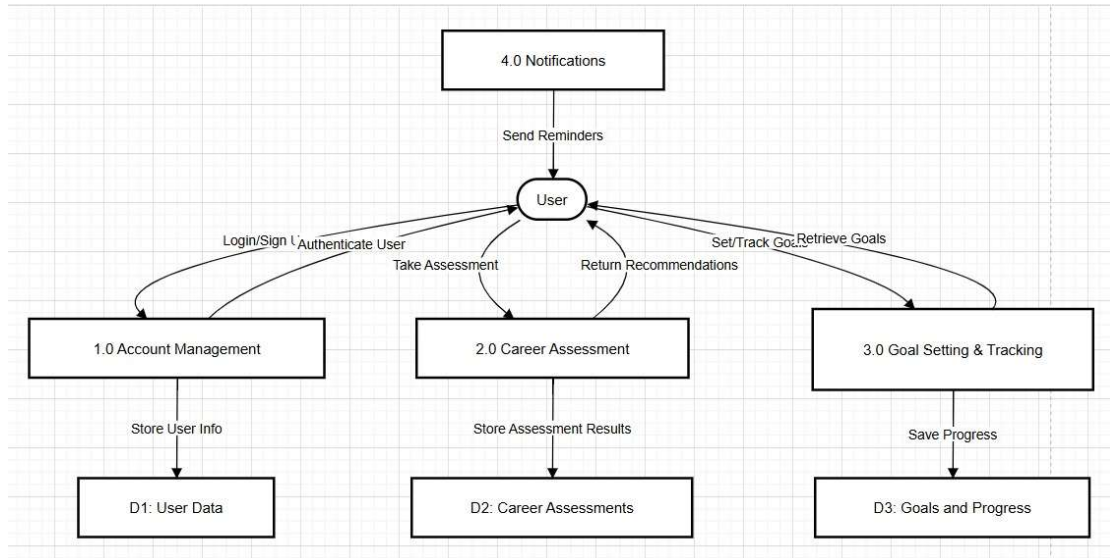 4.0 Notifications
Send Reminders
User
Login/Sign U
Authenticate User
Set/Track Goals
Retrieve Goals
Take Assessment
Return Recommendations
1.0 Account Management
2.0 Career Assessment
3.0 Goal Setting & Tracking
Store User Info
Store Assessment Results
Save Progress
D1: User Data
D2: Career Assessments
D3: Goals and Progress